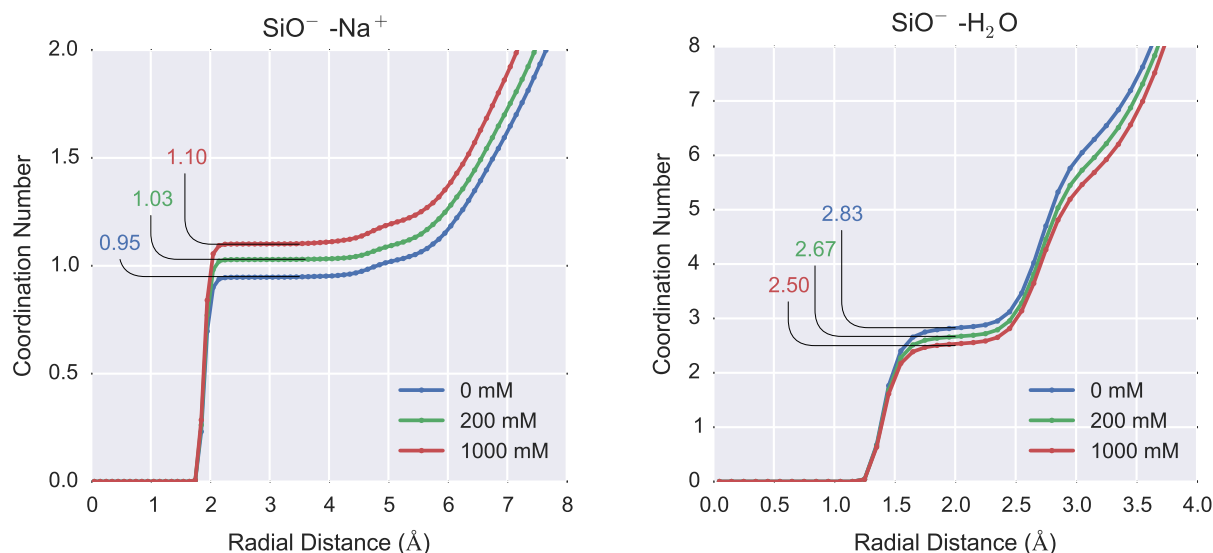 SiO⁻ -Na⁺
2.0
1.5
1.0
0.5
0.0
Coordination Number
1.10
1.03
0.95
0 mM
200 mM
1000 mM
0 1 2 3 4 5 6 7 8
Radial Distance (Å)
SiO⁻ -H₂O
8
7
6
5
4
3
2
1
0
Coordination Number
2.83
2.67
2.50
0 mM
200 mM
1000 mM
0.0 0.5 1.0 1.5 2.0 2.5 3.0 3.5 4.0
Radial Distance (Å)